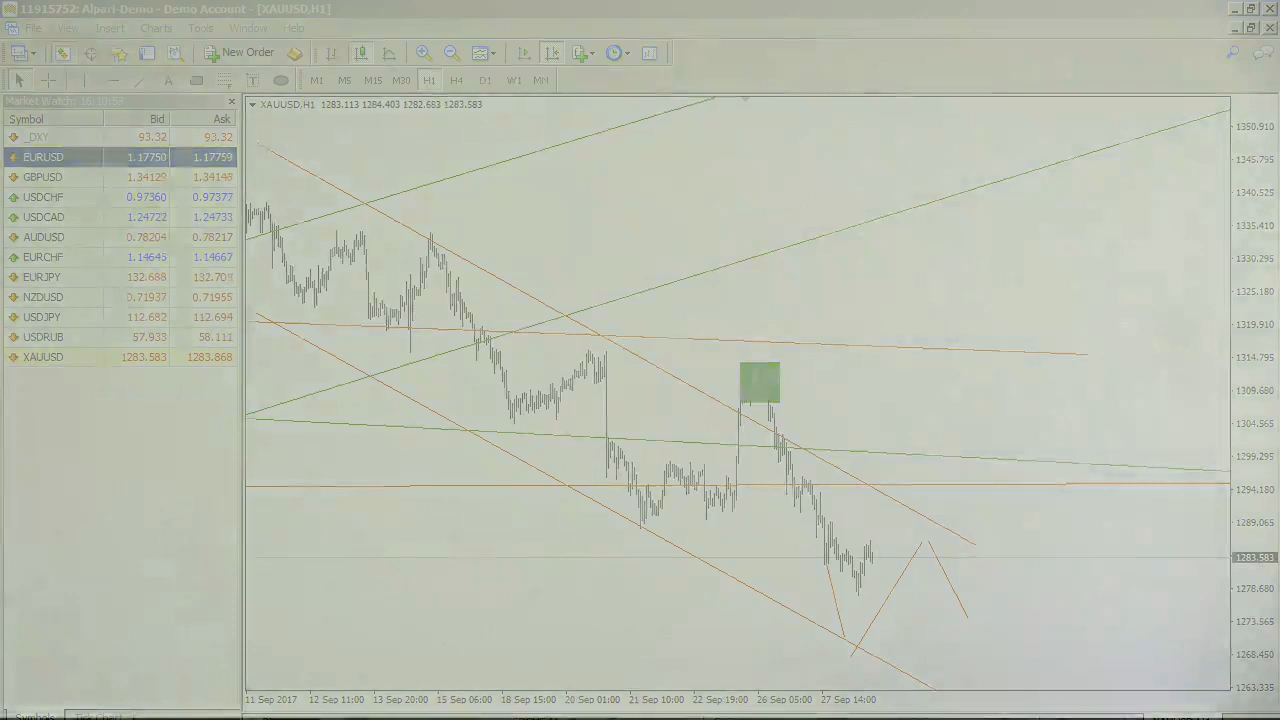 11915752: Alpari-Demo - Demo Account - [XAUUSD,H1]
File View Insert Charts Tools Window Help
New Order
A T M1 M5 M15 M30 H1 H4 D1 W1 MN
Market Watch: 16:10:53
Symbol Bid Ask
_DXY 93.32 93.32
EURUSD 1.17750 1.17759
GBPUSD 1.34129 1.34148
USDCHF 0.97360 0.97377
USDCAD 1.24722 1.24733
AUDUSD 0.78204 0.78217
EURCHF 1.14645 1.14667
EURJPY 132.688 132.709
NZDUSD 0.71937 0.71955
USDJPY 112.682 112.694
USDRUB 57.933 58.111
XAUUSD 1283.583 1283.868
XAUUSD,H1 1283.113 1284.403 1282.663 1283.583
1350.910
1345.795
1340.525
1335.410
1330.295
1325.180
1319.910
1314.795
1309.680
1304.565
1299.295
1294.180
1289.065
1283.583
1278.680
1273.565
1268.450
1263.335
11 Sep 2017 12 Sep 11:00 13 Sep 20:00 15 Sep 06:00 18 Sep 15:00 20 Sep 01:00 21 Sep 10:00 22 Sep 19:00 26 Sep 05:00 27 Sep 14:00
Symbols Tick Chart